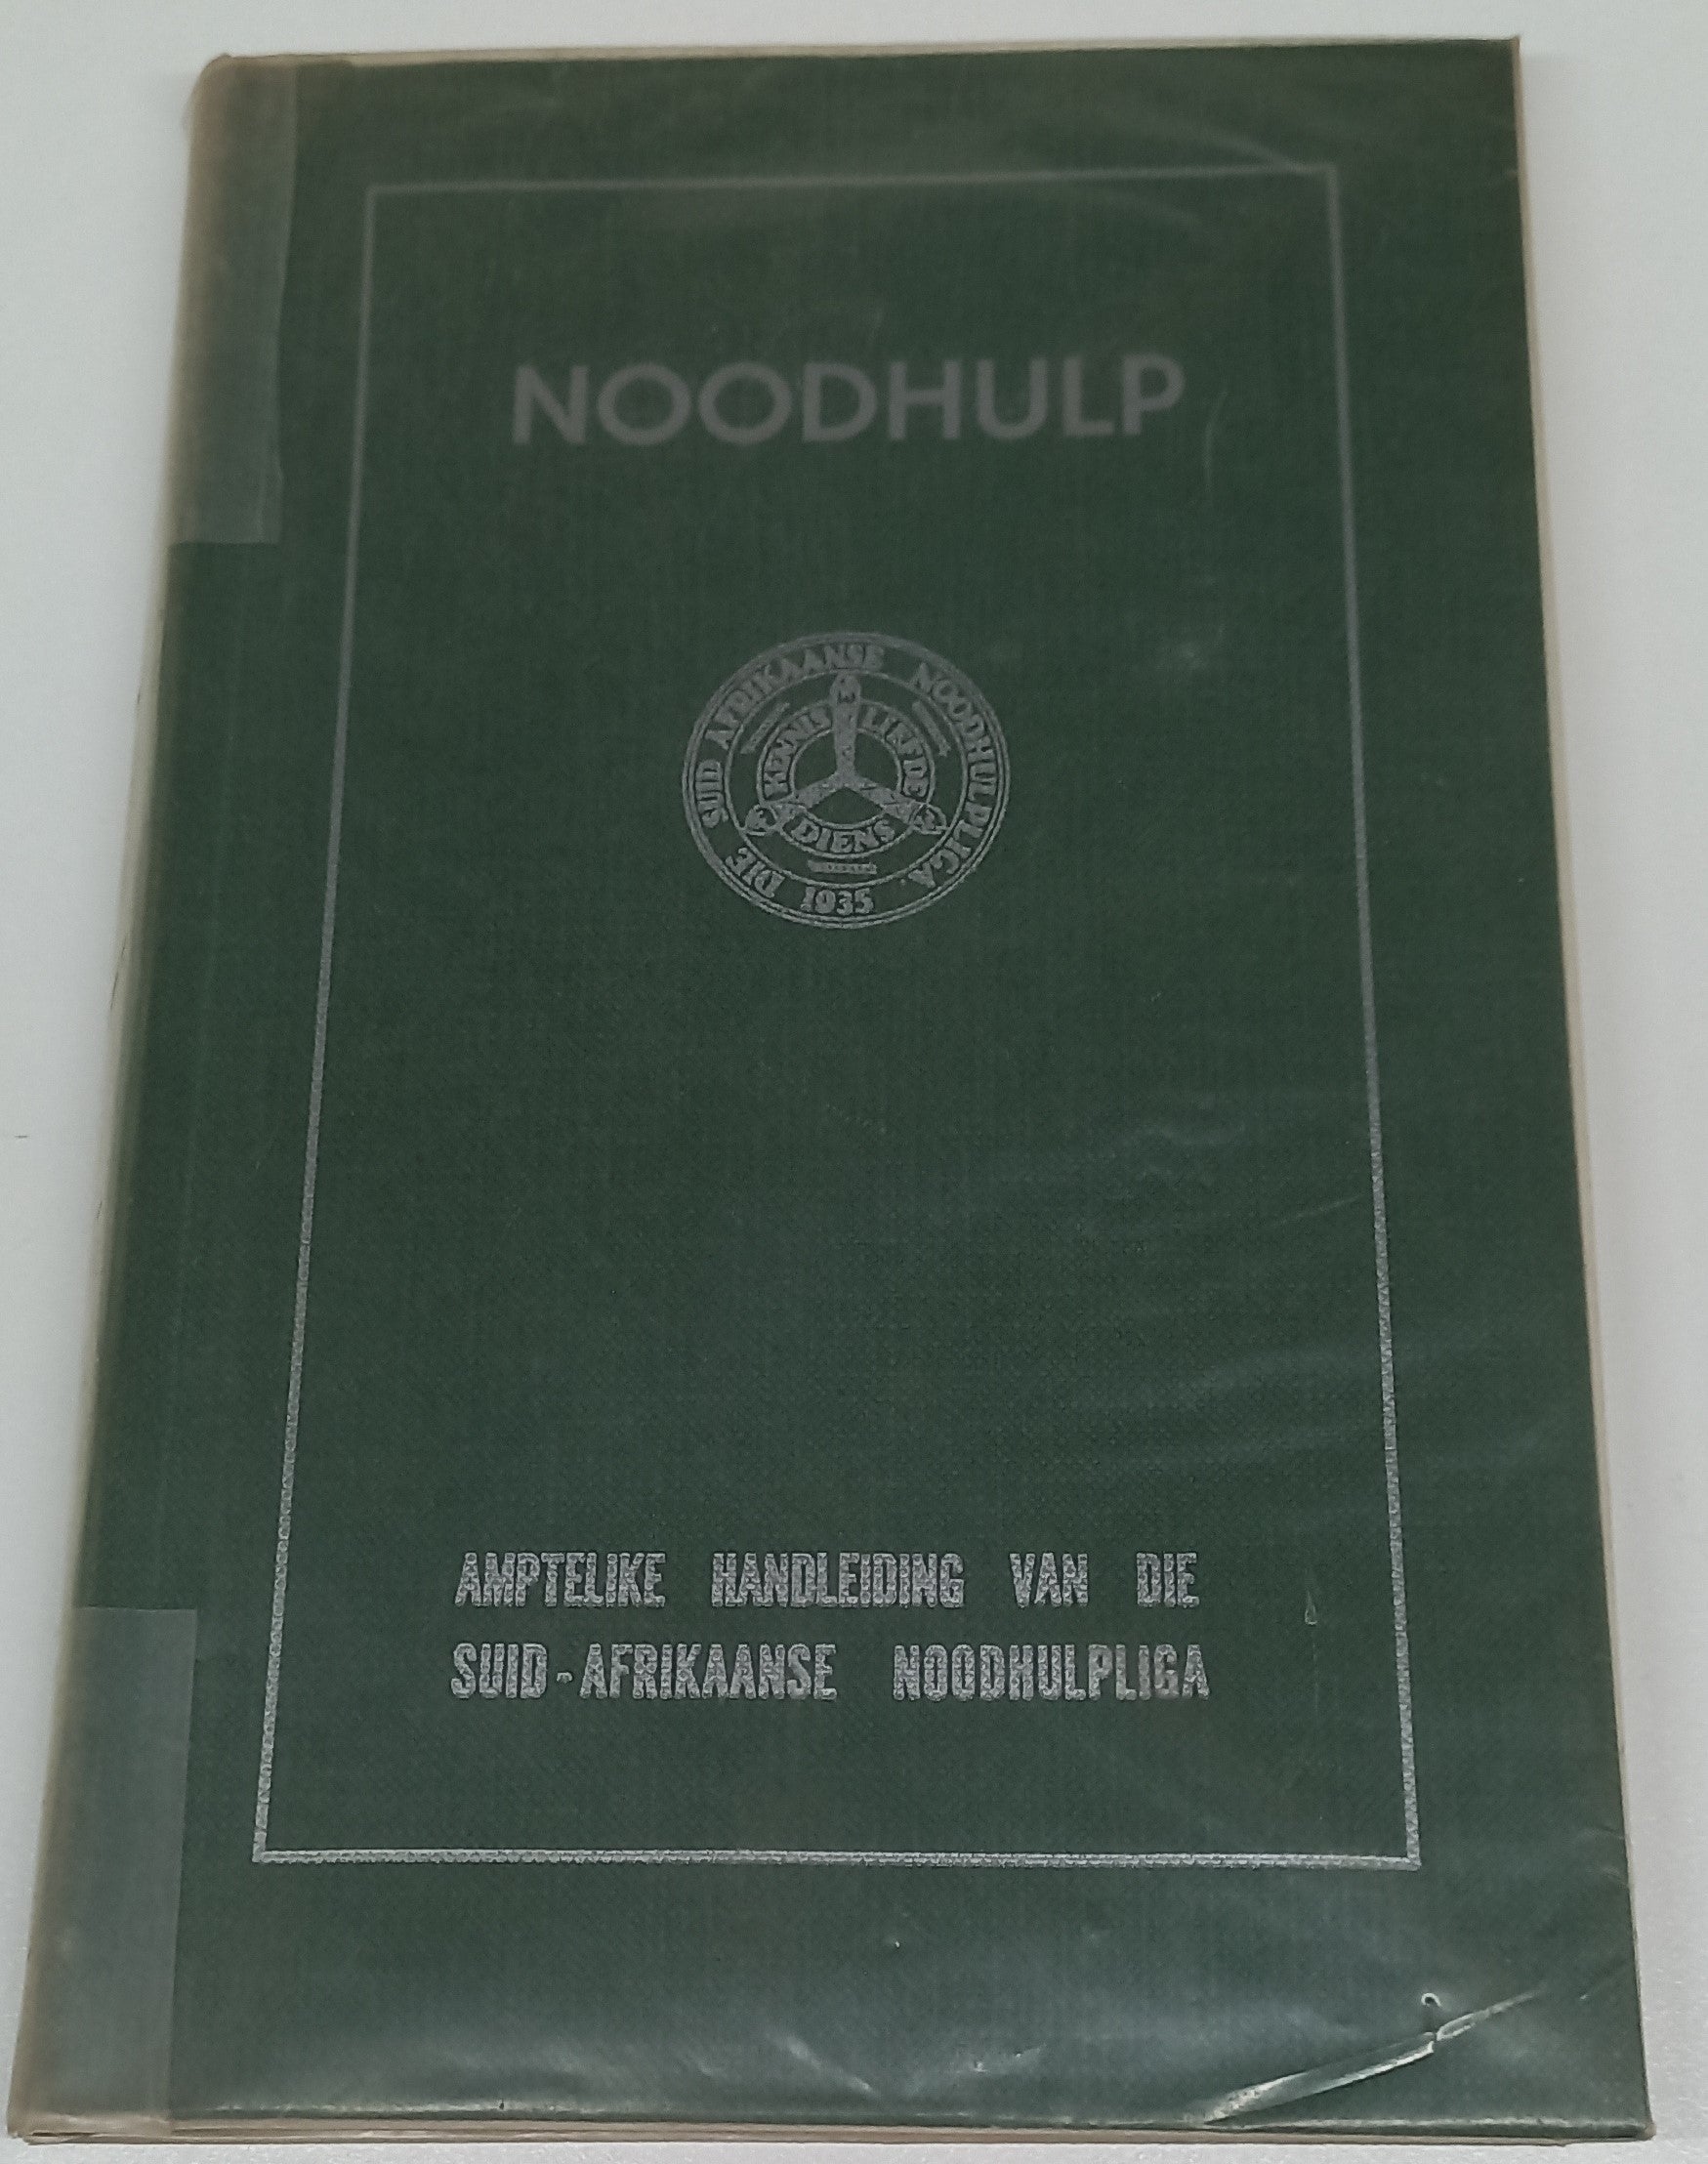 NOODHULP
DIE SUID AFRIKAANSE NOODHULPLIGA
1935
KENNIS LIEFDE DIENS
AMPTELIKE HANDLEIDING VAN DIE
SUID-AFRIKAANSE NOODHULPLIGA